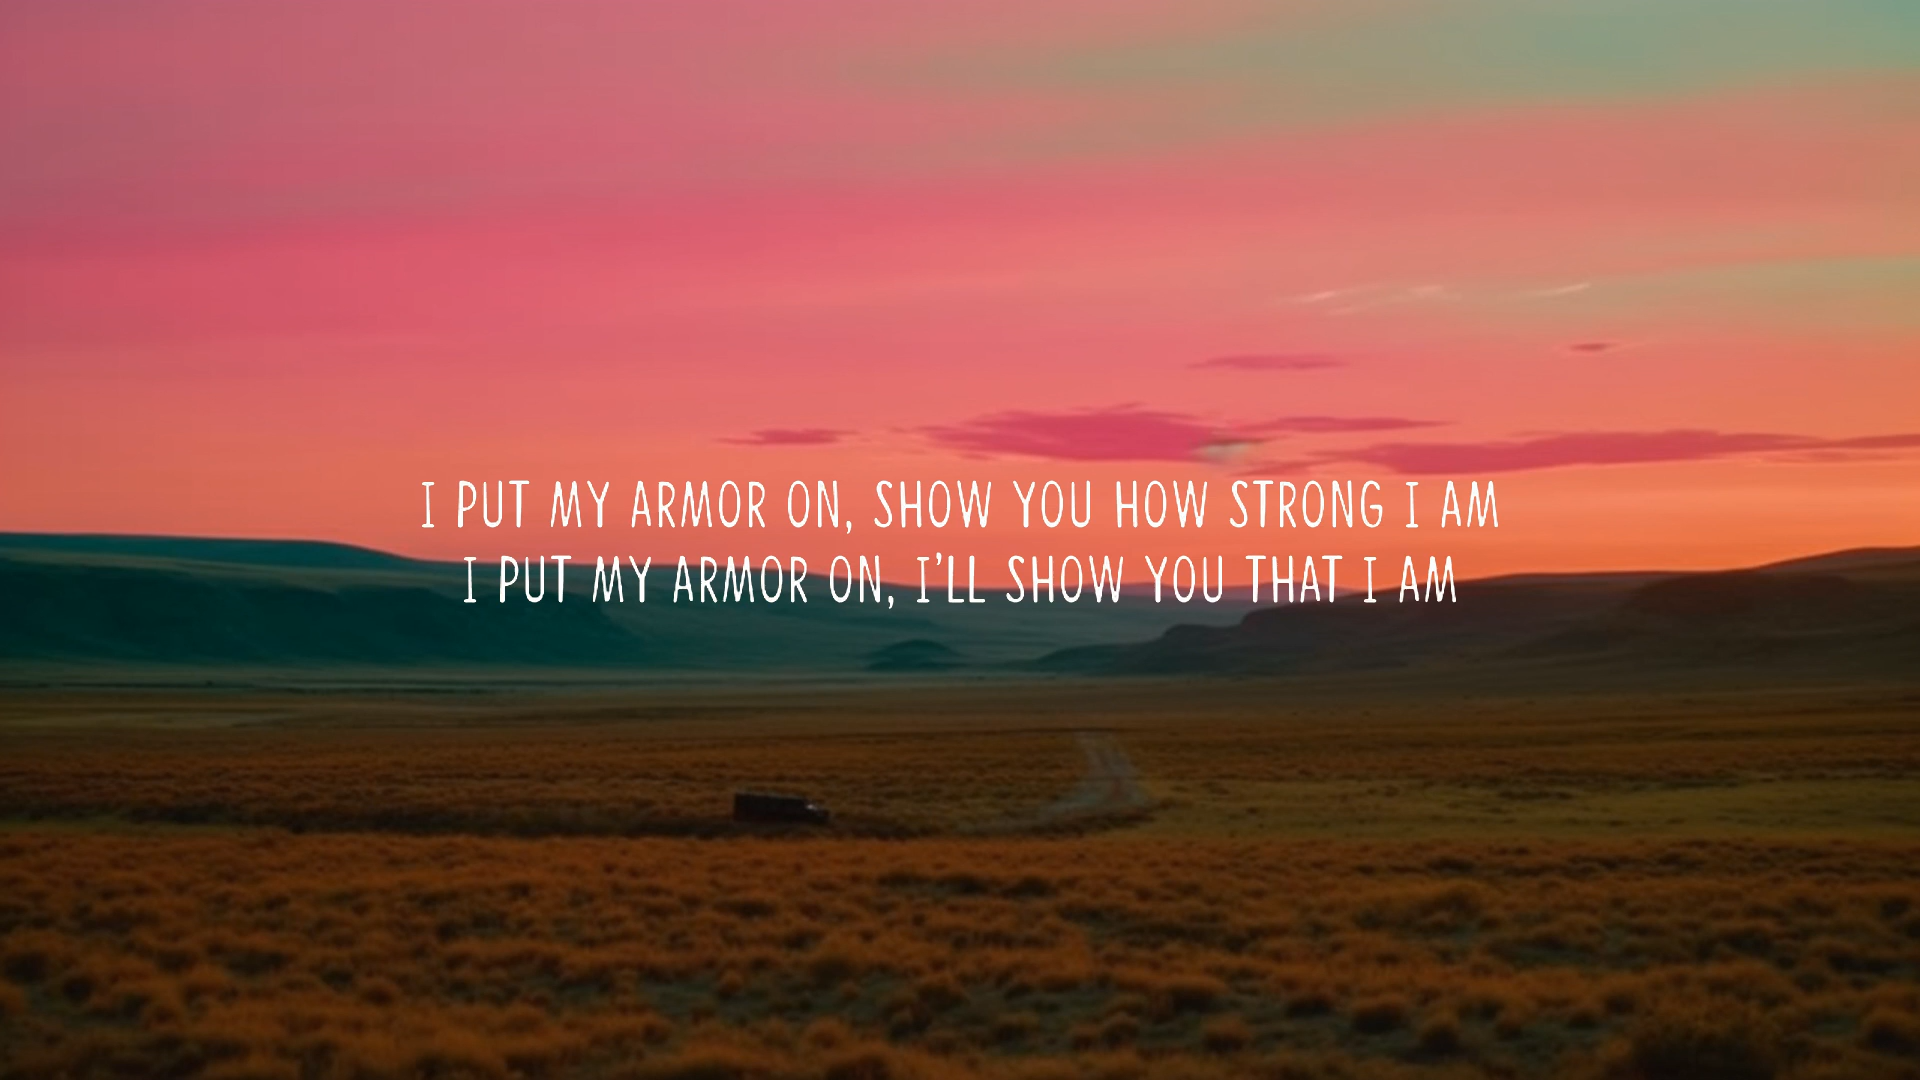 I PUT MY ARMOR ON, SHOW YOU HOW STRONG I AM
I PUT MY ARMOR ON, I'LL SHOW YOU THAT I AM